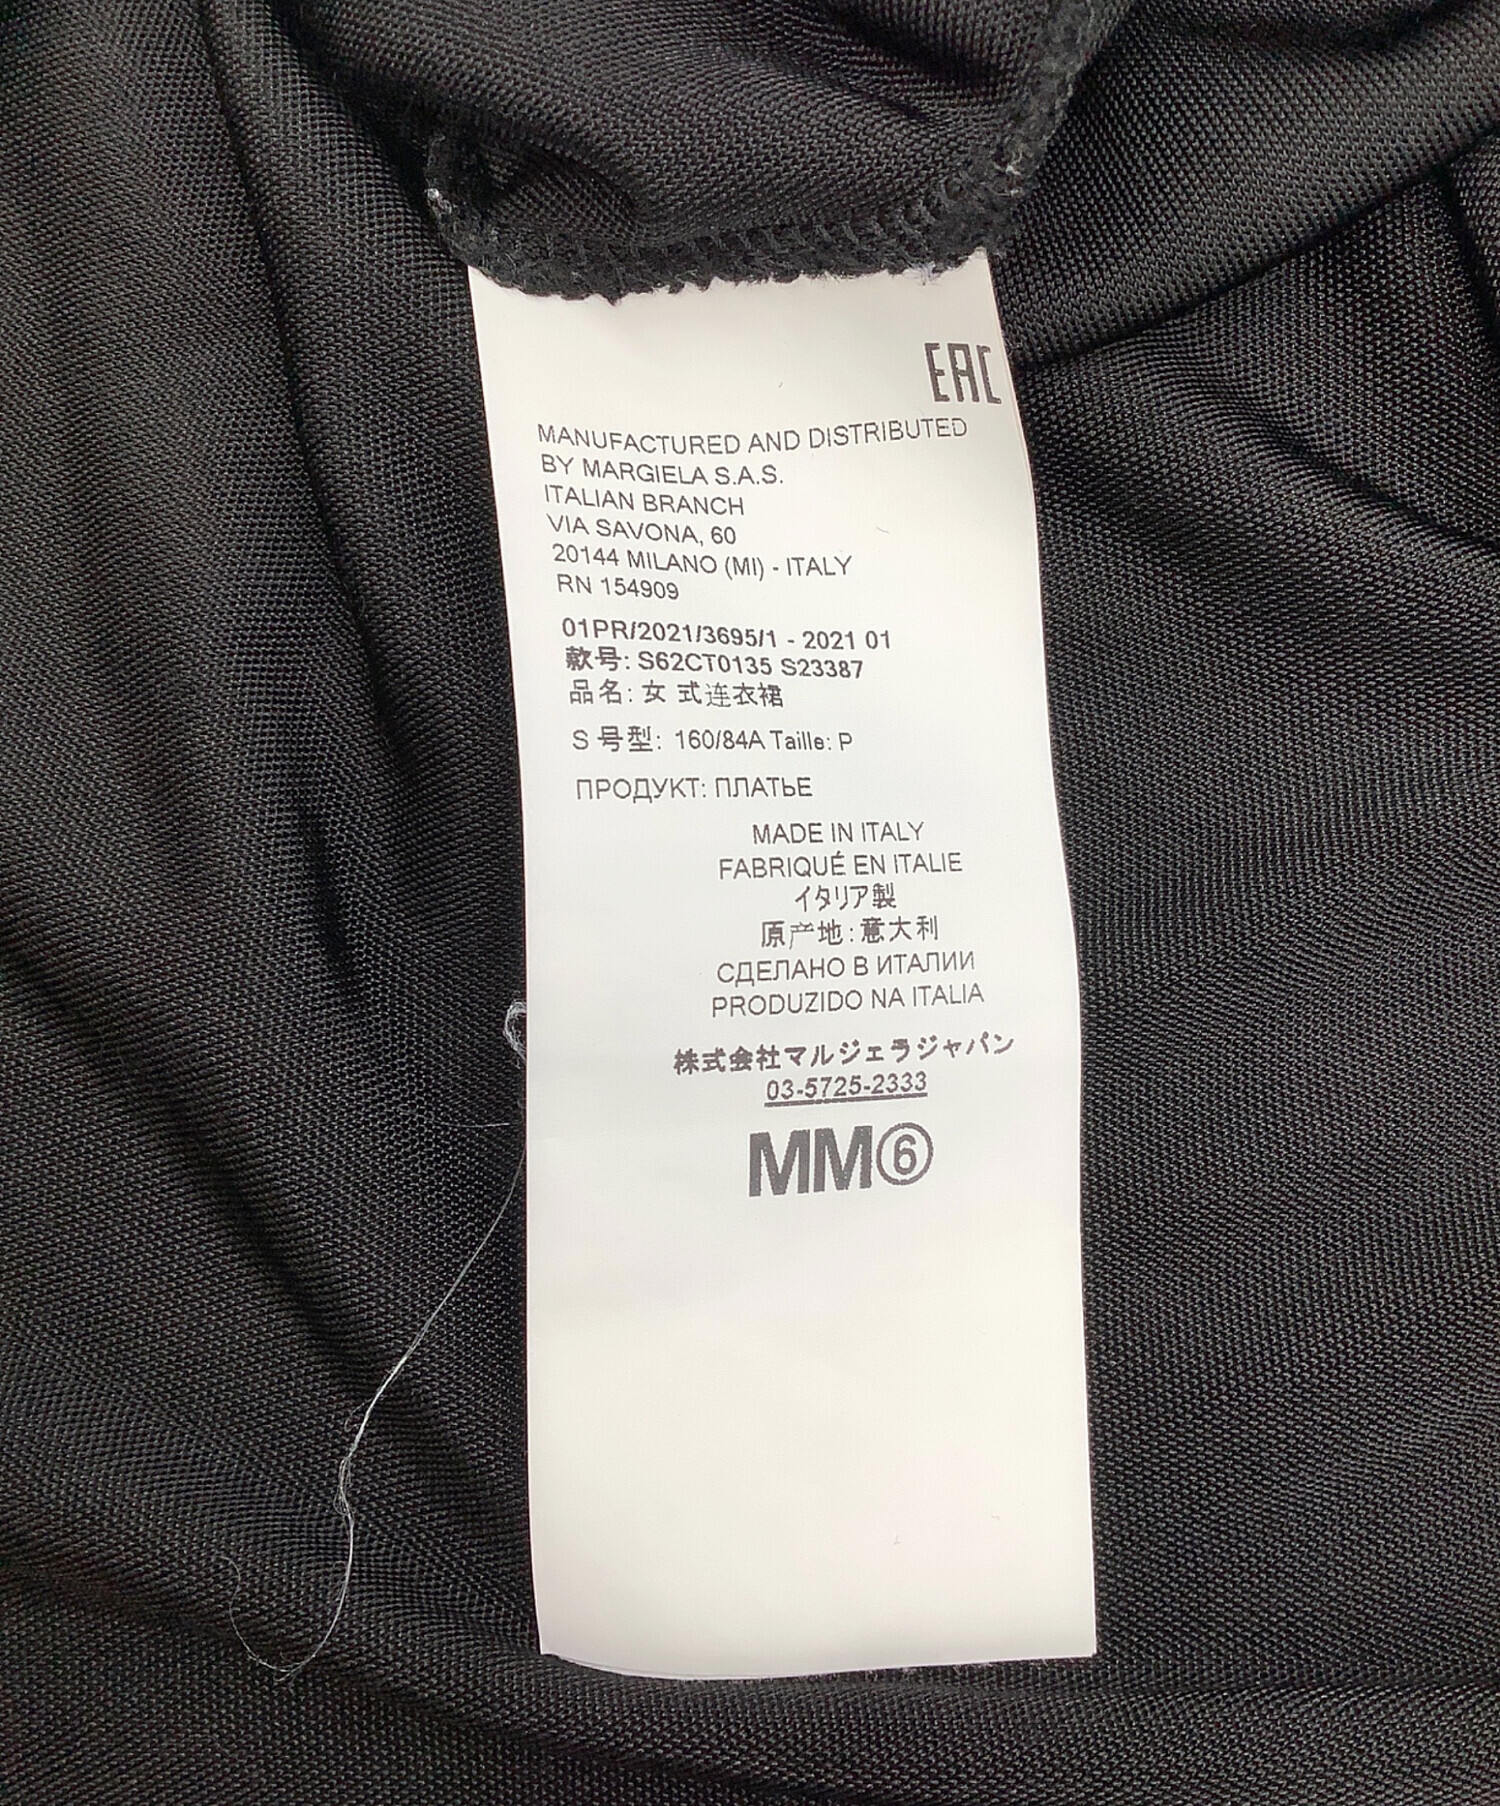 EAC
MANUFACTURED AND DISTRIBUTED
BY MARGIELA S.A.S.
ITALIAN BRANCH
VIA SAVONA, 60
20144 MILANO (MI) - ITALY
RN 154909
01PR/2021/3695/1 - 2021 01
款号: S62CT0135 S23387
品名: 女 式连衣裙
S 号型: 160/84A Taille: P
ПРОДУКТ: ПЛАТЬЕ
MADE IN ITALY
FABRIQUÉ EN ITALIE
イタリア製
原产地: 意大利
СДЕЛАНО В ИТАЛИИ
PRODUZIDO NA ITALIA
株式会社マルジェラジャパン
03-5725-2333
MM⑥